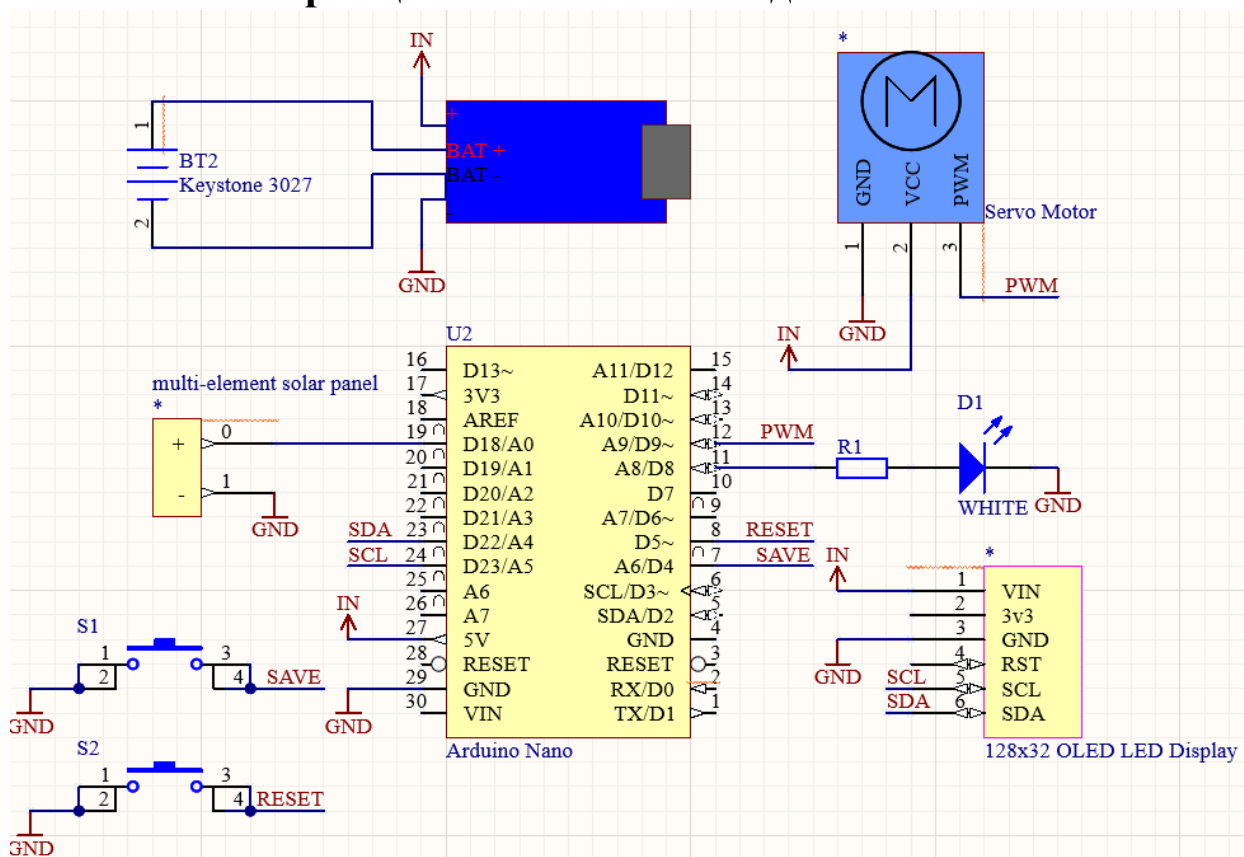 IN
+
BAT +
BAT -
-
1
2
BT2
Keystone 3027
GND
*
M
GND
VCC
PWM
1
2
3
Servo Motor
PWM
GND
IN
U2
16 D13~
17 3V3
18 AREF
19 D18/A0
20 D19/A1
21 D20/A2
22 D21/A3
23 D22/A4
24 D23/A5
25 A6
26 A7
27 5V
28 RESET
29 GND
30 VIN
A11/D12 15
D11~ 14
A10/D10~ 13
A9/D9~ 12
A8/D8 11
D7 10
A7/D6~ 9
D5~ 8
A6/D4 7
SCL/D3~ 6
SDA/D2 5
GND 4
RESET 3
RX/D0 2
TX/D1 1
Arduino Nano
multi-element solar panel
*
+ 0
- 1
GND
SDA
SCL
IN
GND
PWM
RESET
SAVE
R1
D1
WHITE
GND
IN
GND
SCL
SDA
*
1 VIN
2 3v3
3 GND
4 RST
5 SCL
6 SDA
128x32 OLED LED Display
S1
1 3
2 4
SAVE
GND
S2
1 3
2 4
RESET
GND